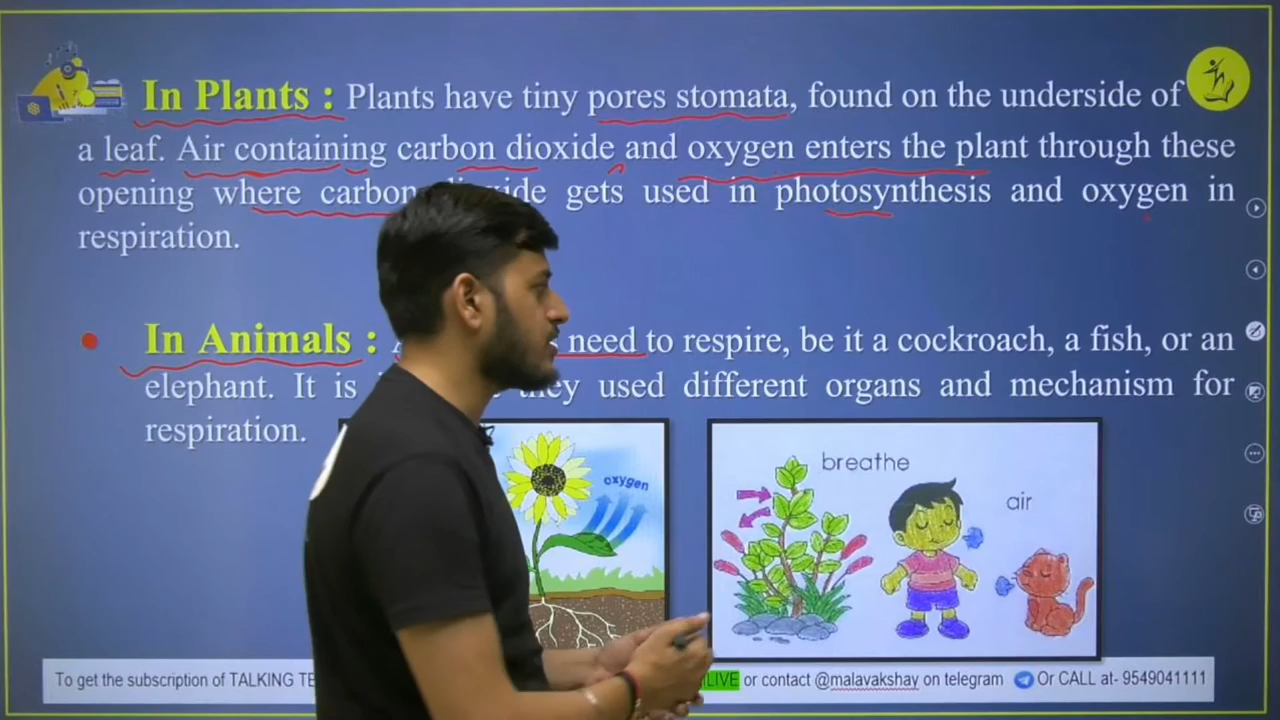 In Plants : Plants have tiny pores stomata, found on the underside of
a leaf. Air containing carbon dioxide and oxygen enters the plant through these
opening where carbon gets used in photosynthesis and oxygen in
respiration.
In Animals : need to respire, be it a cockroach, a fish, or an
elephant. It is they used different organs and mechanism for
respiration.
oxygen
breathe
air
To get the subscription of TALKING LIVE or contact @malavakshay on telegram Or CALL at- 9549041111